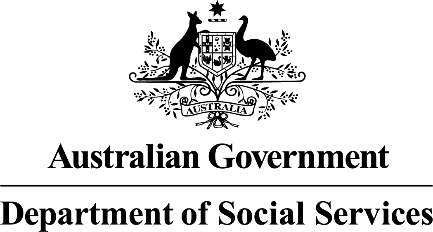 AUSTRALIA
Australian Government
Department of Social Services